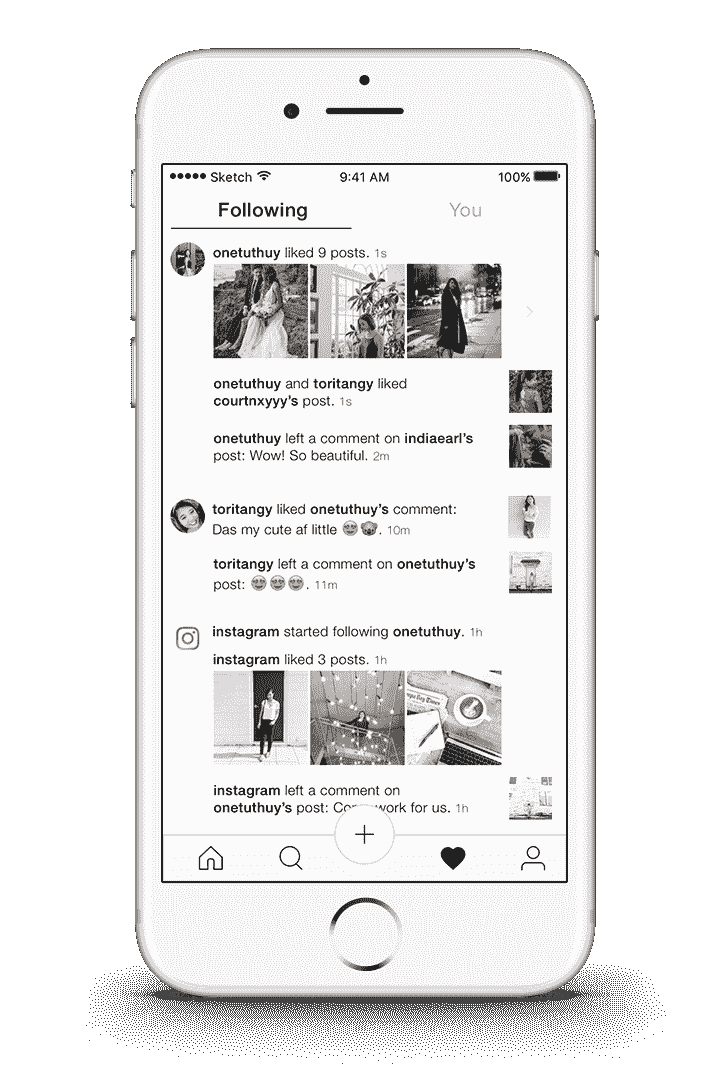 ●●●●● Sketch 9:41 AM 100%
Following You
onetuthuy liked 9 posts. 1s
onetuthuy and toritangy liked
courtnxyyy’s post. 1s
onetuthuy left a comment on indiaearl’s
post: Wow! So beautiful. 2m
toritangy liked onetuthuy’s comment:
Das my cute af little 😍🐨. 10m
toritangy left a comment on onetuthuy’s
post: 😍😍😍. 11m
instagram started following onetuthuy. 1h
instagram liked 3 posts. 1h
instagram left a comment on
onetuthuy’s post: work for us. 1h